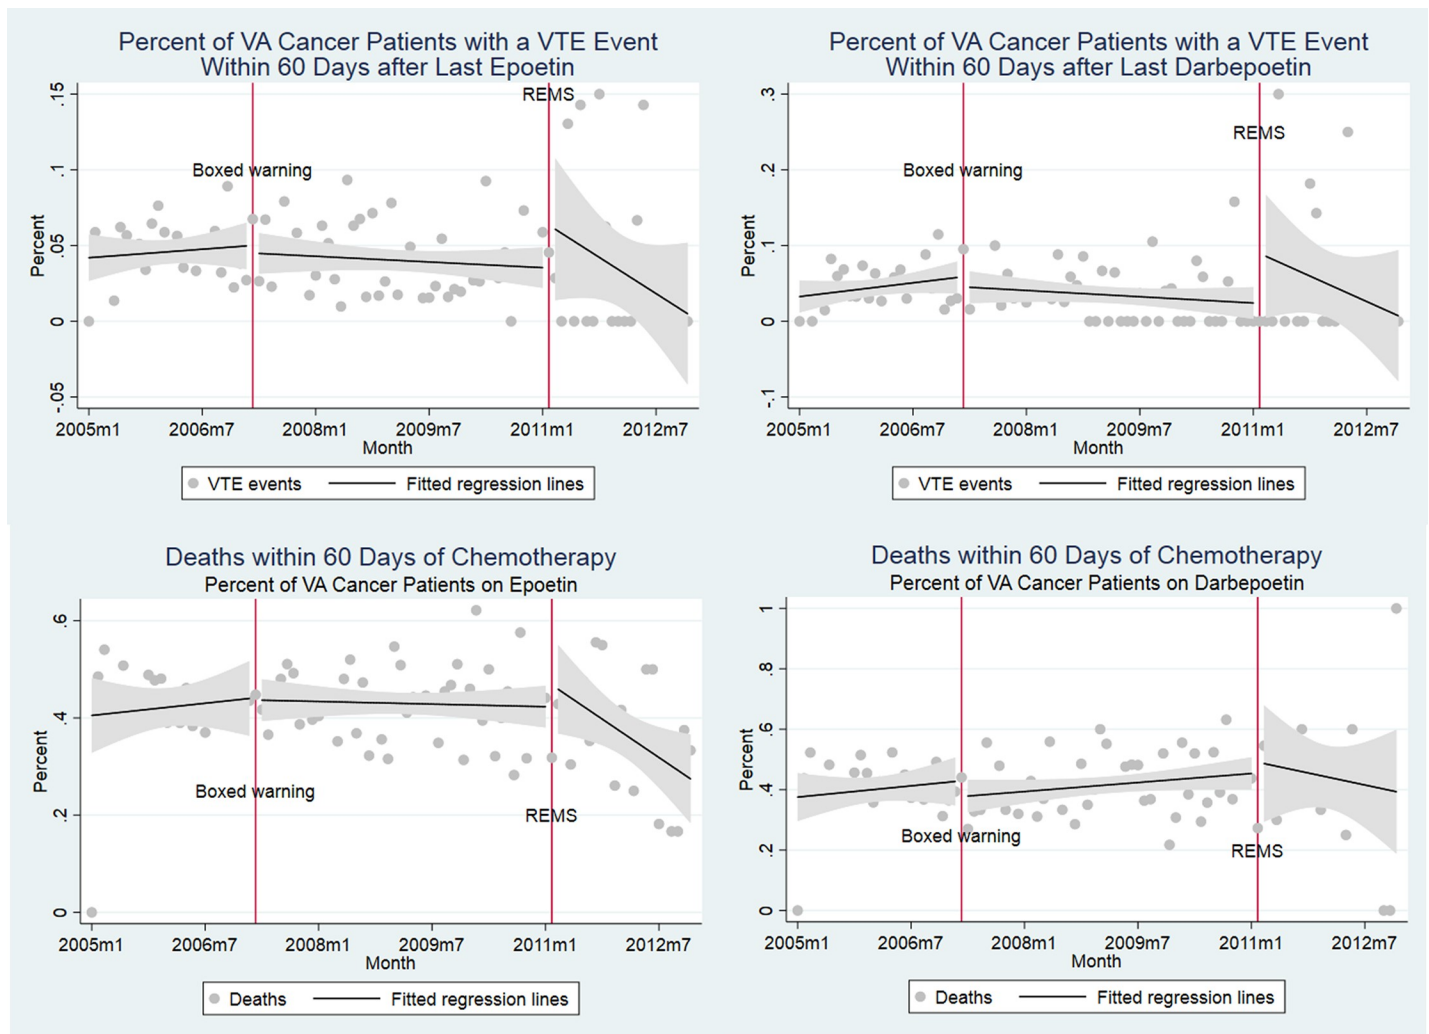 Percent of VA Cancer Patients with a VTE Event
Within 60 Days after Last Epoetin
.15
.1
.05
0
-.05
Percent
Boxed warning
REMS
2005m1
2006m7
2008m1
2009m7
2011m1
2012m7
Month
VTE events
Fitted regression lines
Percent of VA Cancer Patients with a VTE Event
Within 60 Days after Last Darbepoetin
.3
.2
.1
0
-.1
Percent
Boxed warning
REMS
2005m1
2006m7
2008m1
2009m7
2011m1
2012m7
Month
VTE events
Fitted regression lines
Deaths within 60 Days of Chemotherapy
Percent of VA Cancer Patients on Epoetin
.6
.4
.2
0
Percent
Boxed warning
REMS
2005m1
2006m7
2008m1
2009m7
2011m1
2012m7
Month
Deaths
Fitted regression lines
Deaths within 60 Days of Chemotherapy
Percent of VA Cancer Patients on Darbepoetin
1
.8
.6
.4
.2
0
Percent
Boxed warning
REMS
2005m1
2006m7
2008m1
2009m7
2011m1
2012m7
Month
Deaths
Fitted regression lines